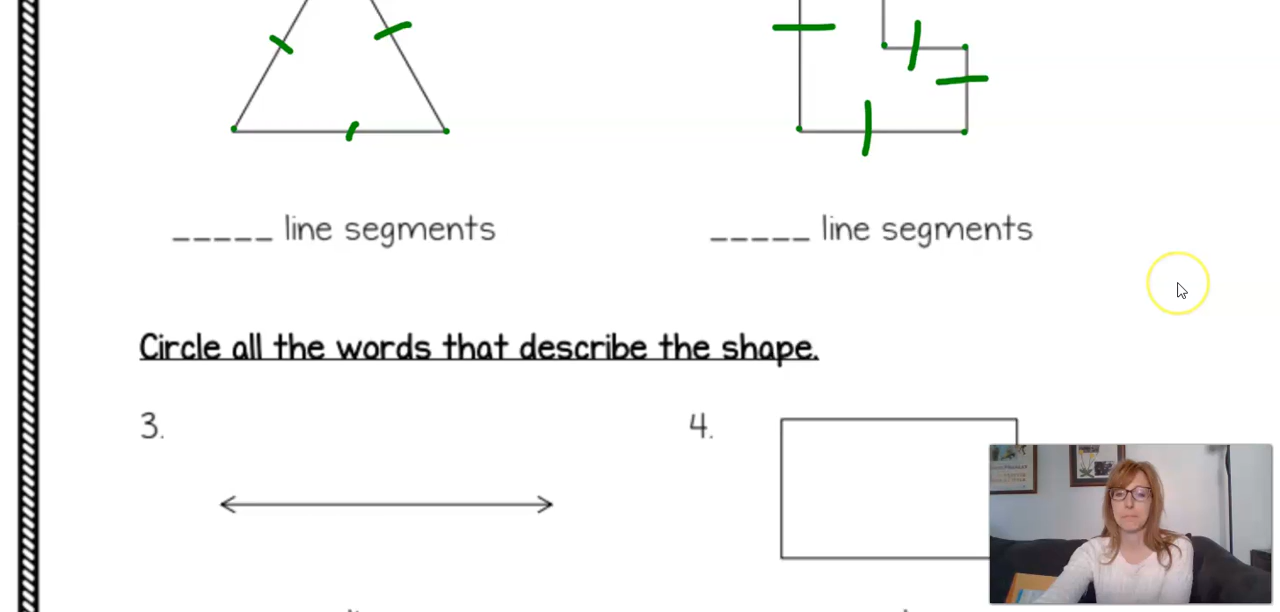 _____ line segments
_____ line segments
Circle all the words that describe the shape.
3.
4.